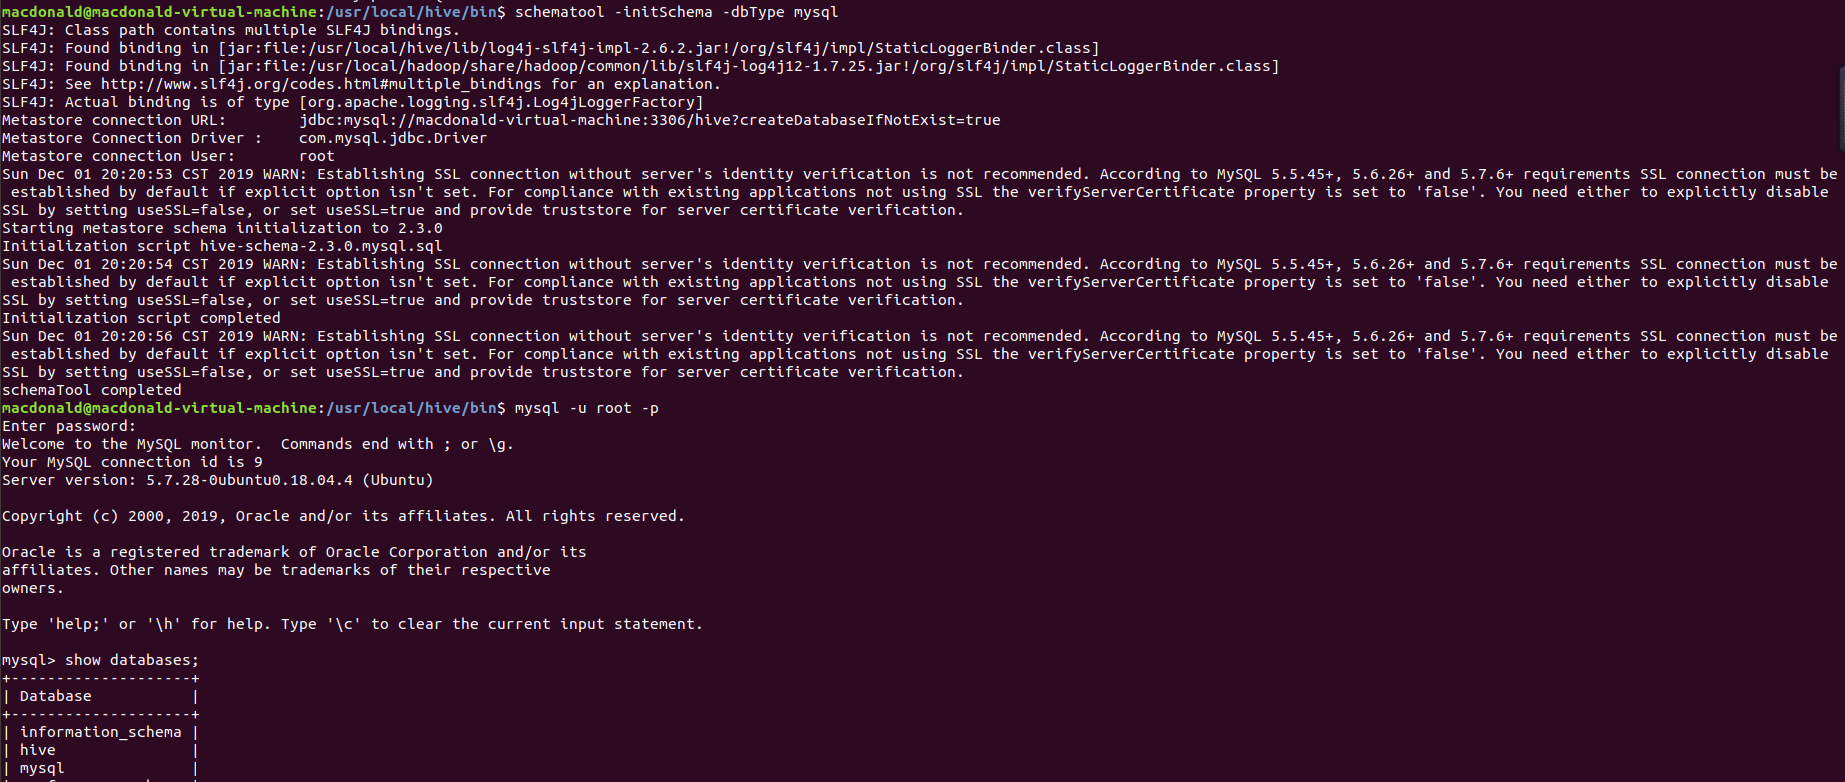 macdonald@macdonald-virtual-machine:/usr/local/hive/bin$ schematool -initSchema -dbType mysql
SLF4J: Class path contains multiple SLF4J bindings.
SLF4J: Found binding in [jar:file:/usr/local/hive/lib/log4j-slf4j-impl-2.6.2.jar!/org/slf4j/impl/StaticLoggerBinder.class]
SLF4J: Found binding in [jar:file:/usr/local/hadoop/share/hadoop/common/lib/slf4j-log4j12-1.7.25.jar!/org/slf4j/impl/StaticLoggerBinder.class]
SLF4J: See http://www.slf4j.org/codes.html#multiple_bindings for an explanation.
SLF4J: Actual binding is of type [org.apache.logging.slf4j.Log4jLoggerFactory]
Metastore connection URL:        jdbc:mysql://macdonald-virtual-machine:3306/hive?createDatabaseIfNotExist=true
Metastore Connection Driver :    com.mysql.jdbc.Driver
Metastore connection User:       root
Sun Dec 01 20:20:53 CST 2019 WARN: Establishing SSL connection without server's identity verification is not recommended. According to MySQL 5.5.45+, 5.6.26+ and 5.7.6+ requirements SSL connection must be
 established by default if explicit option isn't set. For compliance with existing applications not using SSL the verifyServerCertificate property is set to 'false'. You need either to explicitly disable
SSL by setting useSSL=false, or set useSSL=true and provide truststore for server certificate verification.
Starting metastore schema initialization to 2.3.0
Initialization script hive-schema-2.3.0.mysql.sql
Sun Dec 01 20:20:54 CST 2019 WARN: Establishing SSL connection without server's identity verification is not recommended. According to MySQL 5.5.45+, 5.6.26+ and 5.7.6+ requirements SSL connection must be
 established by default if explicit option isn't set. For compliance with existing applications not using SSL the verifyServerCertificate property is set to 'false'. You need either to explicitly disable
SSL by setting useSSL=false, or set useSSL=true and provide truststore for server certificate verification.
Initialization script completed
Sun Dec 01 20:20:56 CST 2019 WARN: Establishing SSL connection without server's identity verification is not recommended. According to MySQL 5.5.45+, 5.6.26+ and 5.7.6+ requirements SSL connection must be
 established by default if explicit option isn't set. For compliance with existing applications not using SSL the verifyServerCertificate property is set to 'false'. You need either to explicitly disable
SSL by setting useSSL=false, or set useSSL=true and provide truststore for server certificate verification.
schemaTool completed
macdonald@macdonald-virtual-machine:/usr/local/hive/bin$ mysql -u root -p
Enter password:
Welcome to the MySQL monitor.  Commands end with ; or \g.
Your MySQL connection id is 9
Server version: 5.7.28-0ubuntu0.18.04.4 (Ubuntu)

Copyright (c) 2000, 2019, Oracle and/or its affiliates. All rights reserved.

Oracle is a registered trademark of Oracle Corporation and/or its
affiliates. Other names may be trademarks of their respective
owners.

Type 'help;' or '\h' for help. Type '\c' to clear the current input statement.

mysql> show databases;
+--------------------+
| Database           |
+--------------------+
| information_schema |
| hive               |
| mysql              |